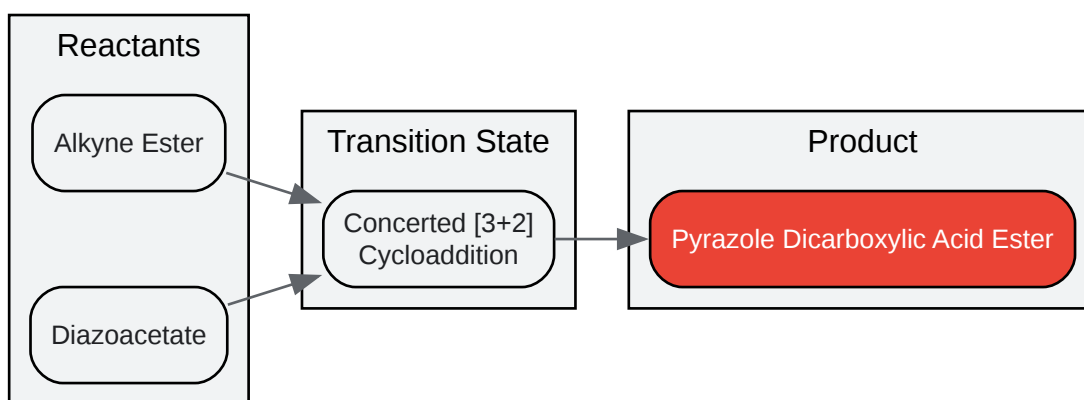 Reactants
Alkyne Ester
Diazoacetate
Transition State
Concerted [3+2]
Cycloaddition
Product
Pyrazole Dicarboxylic Acid Ester